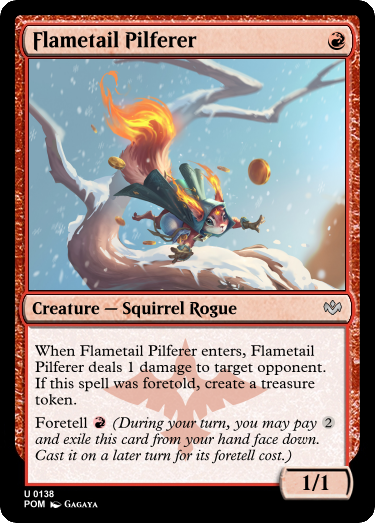 Flametail Pilferer
Creature — Squirrel Rogue
When Flametail Pilferer enters, Flametail
Pilferer deals 1 damage to target opponent.
If this spell was foretold, create a treasure
token.
Foretell (During your turn, you may pay 2
and exile this card from your hand face down.
Cast it on a later turn for its foretell cost.)
1/1
U 0138
POM Gagaya